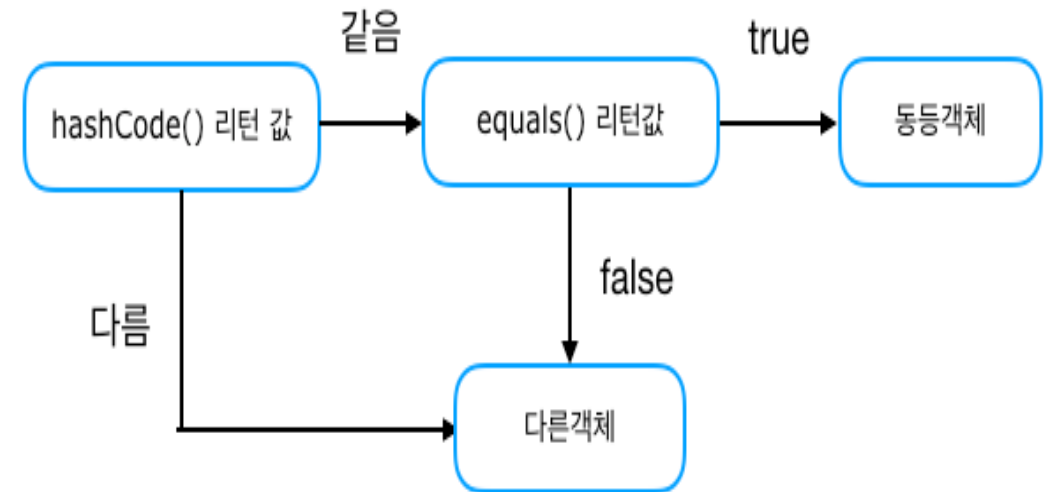 같음
true
hashCode() 리턴 값
equals() 리턴값
동등객체
false
다름
다른객체